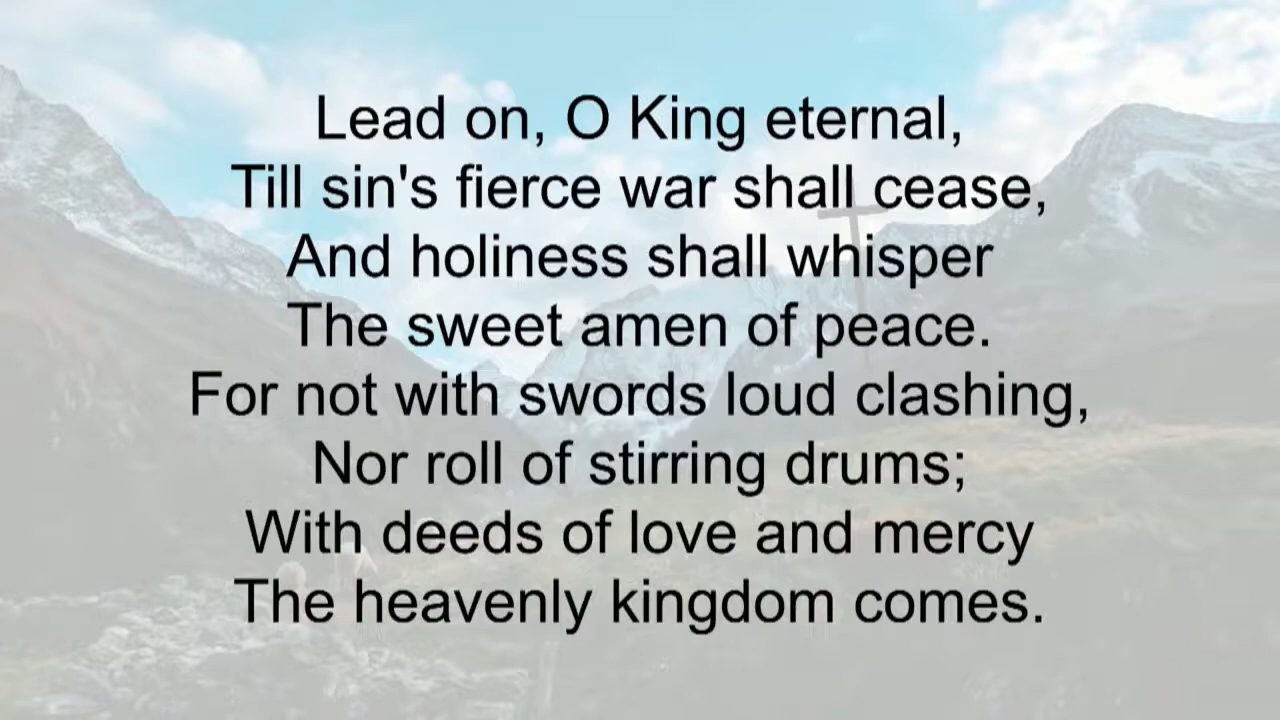 Lead on, O King eternal,
Till sin's fierce war shall cease,
And holiness shall whisper
The sweet amen of peace.
For not with swords loud clashing,
Nor roll of stirring drums;
With deeds of love and mercy
The heavenly kingdom comes.